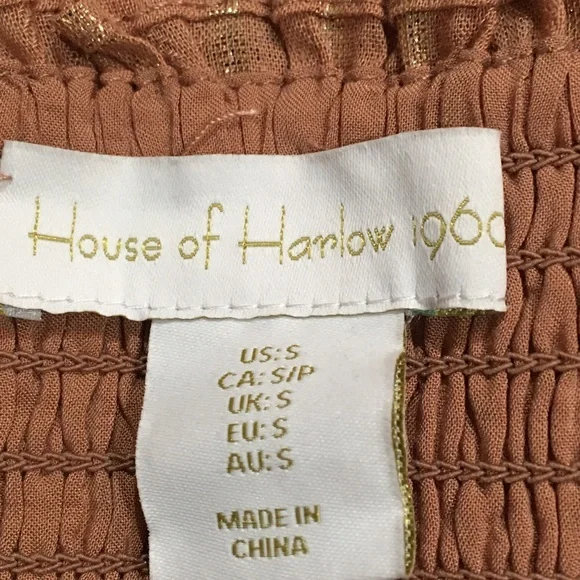 House of Harlow 1960
US: S
CA: S/P
UK: S
EU: S
AU: S
MADE IN
CHINA